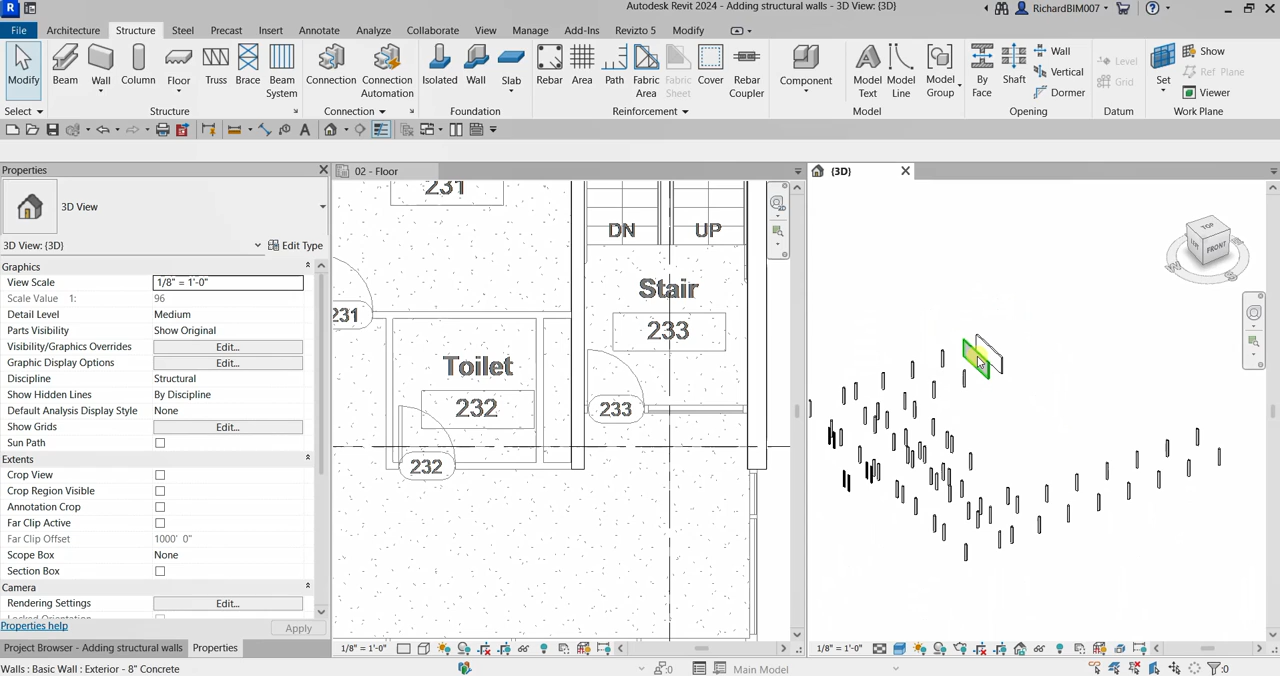 Autodesk Revit 2024 - Adding structural walls - 3D View: {3D}
RichardBIM007
File Architecture Structure Steel Precast Insert Annotate Analyze Collaborate View Manage Add-Ins Revizto 5 Modify
Modify Beam Wall Column Floor Truss Brace Beam System Connection Connection Automation Isolated Wall Slab Rebar Area Path Fabric Area Fabric Sheet Cover Rebar Coupler Component Model Text Model Line Model Group By Face Shaft Wall Vertical Dormer Level Grid Set Show Ref Plane Viewer
Select Structure Connection Foundation Reinforcement Model Opening Datum Work Plane
Properties
02 - Floor
{3D}
3D View
3D View: {3D}
Edit Type
Graphics
View Scale 1/8" = 1'-0"
Scale Value 1: 96
Detail Level Medium
Parts Visibility Show Original
Visibility/Graphics Overrides Edit...
Graphic Display Options Edit...
Discipline Structural
Show Hidden Lines By Discipline
Default Analysis Display Style None
Show Grids Edit...
Sun Path
Extents
Crop View
Crop Region Visible
Annotation Crop
Far Clip Active
Far Clip Offset 1000' 0"
Scope Box None
Section Box
Camera
Rendering Settings Edit...
Locked Orientation
Properties help
Apply
Project Browser - Adding structural walls
Properties
231
DN
UP
Stair
233
231
Toilet
232
233
232
TOP
FRONT
1/8" = 1'-0"
1/8" = 1'-0"
Walls : Basic Wall : Exterior - 8" Concrete
:0
Main Model
:0